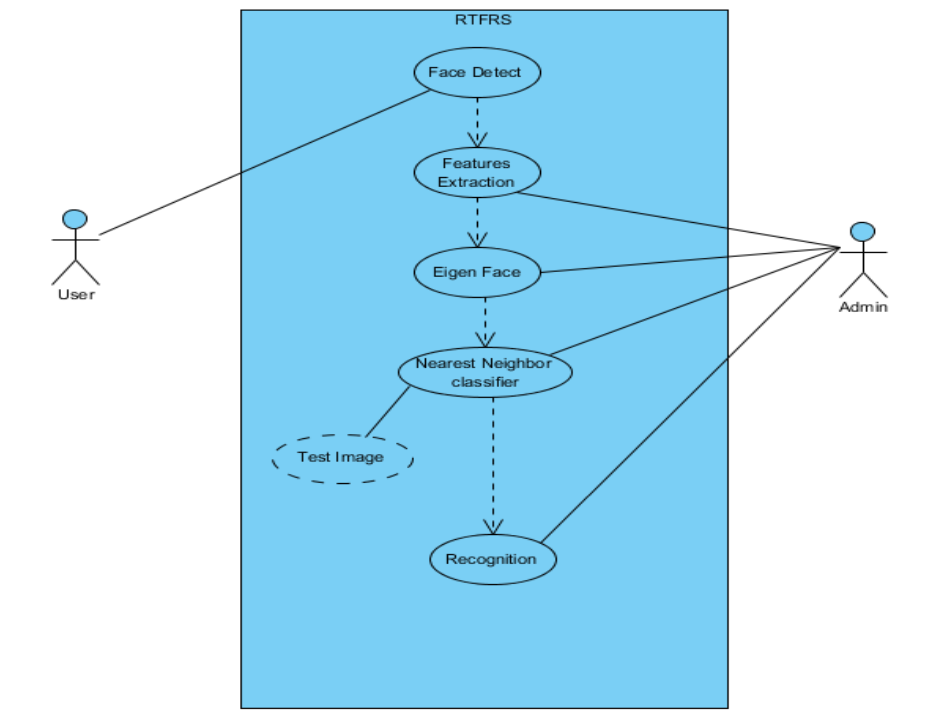 RTFRS
Face Detect
Features
Extraction
User
Eigen Face
Admin
Nearest Neighbor
classifier
Test Image
Recognition